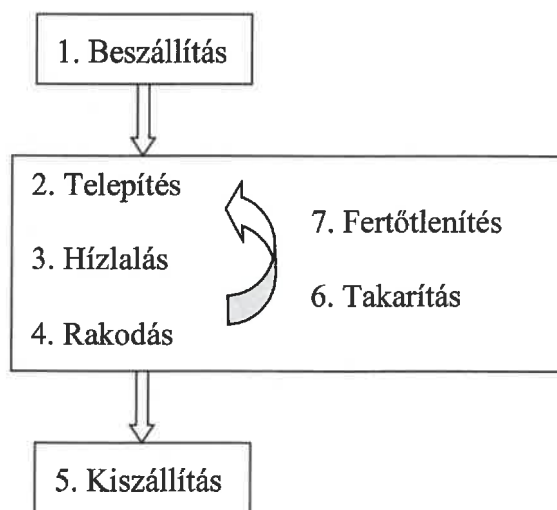 1. Beszállítás
2. Telepítés
3. Hízlalás
4. Rakodás
7. Fertőtlenítés
6. Takarítás
5. Kiszállítás